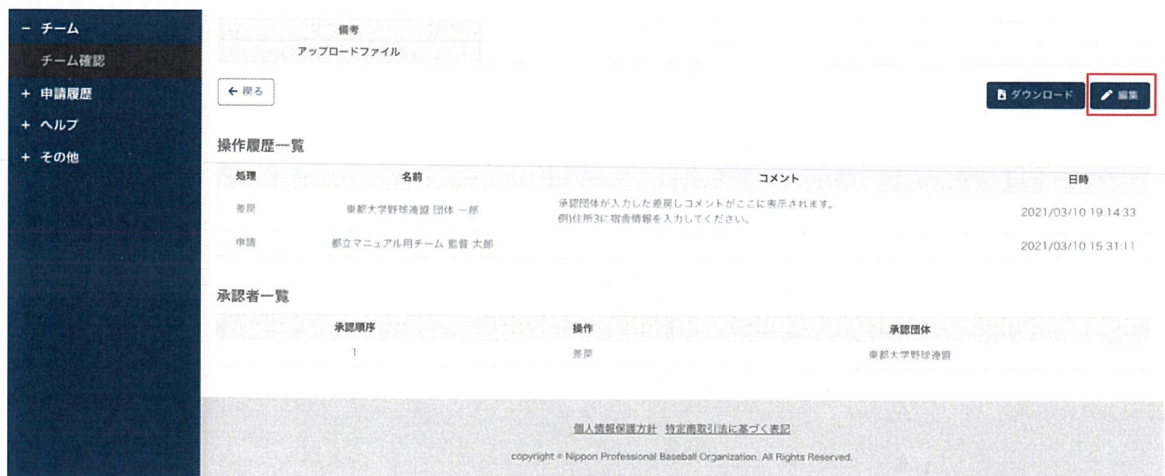 − チーム
チーム確認
+ 申請履歴
+ ヘルプ
+ その他
備考
アップロードファイル
← 戻る
ダウンロード
編集
操作履歴一覧
処理 名前 コメント 日時
差戻 東都大学野球連盟 団体 一郎 承認団体が入力した差戻しコメントがここに表示されます。
例)住所3に宿舎情報を入力してください。 2021/03/10 19:14:33
申請 都立マニュアル用チーム 監督 太郎 2021/03/10 15:31:11
承認者一覧
承認順序 操作 承認団体
1 差戻 東都大学野球連盟
個人情報保護方針 特定商取引法に基づく表記
copyright © Nippon Professional Baseball Organization. All Rights Reserved.